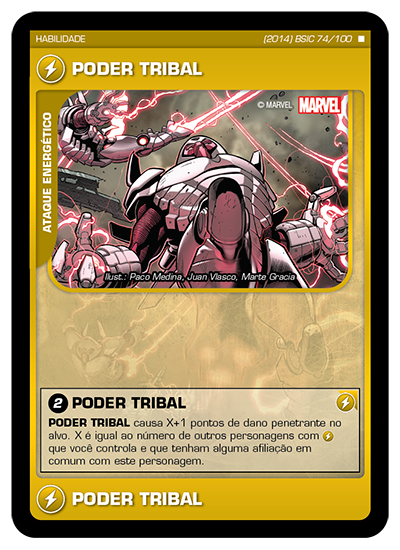 HABILIDADE (2014) BSIC 74/100
PODER TRIBAL
© MARVEL MARVEL
ATAQUE ENERGÉTICO
Ilust.: Paco Medina, Juan Vlasco, Marte Gracia
2 PODER TRIBAL
PODER TRIBAL causa X+1 pontos de dano penetrante no
alvo. X é igual ao número de outros personagens com
que você controla e que tenham alguma afiliação em
comum com este personagem.
PODER TRIBAL